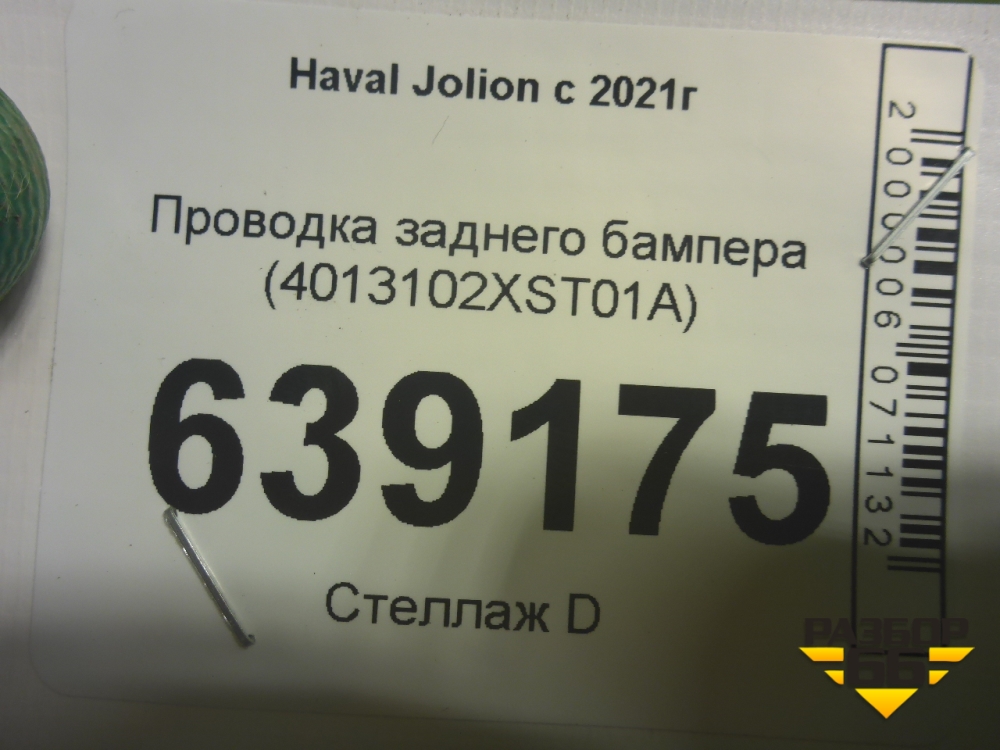 Haval Jolion с 2021г
Проводка заднего бампера
(4013102XST01A)
639175
Стеллаж D
2000006071132
РАЗБОР
66